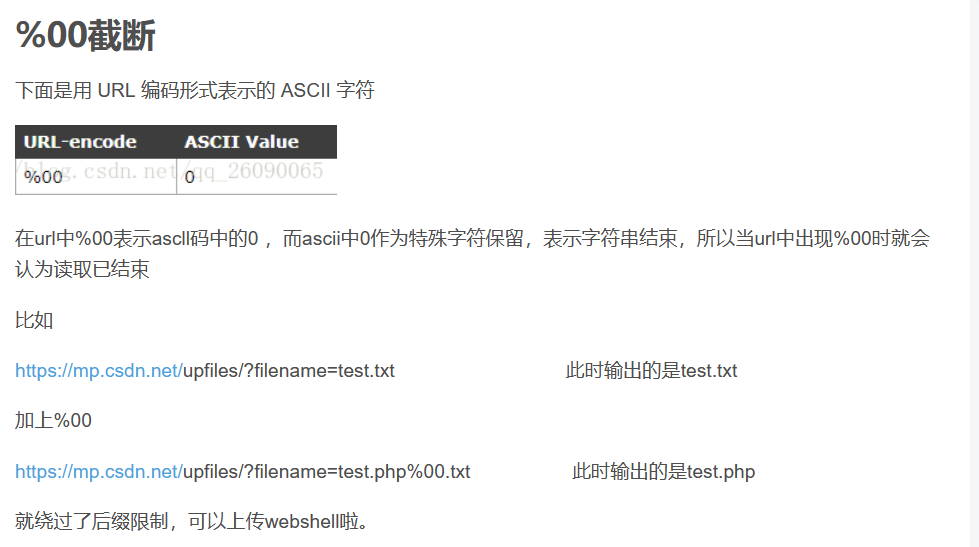 %00截断
下面是用 URL 编码形式表示的 ASCII 字符
URL-encode ASCII Value
/blog.csdn.net/qq_26090065
%00 0
在url中%00表示ascll码中的0 ，而ascii中0作为特殊字符保留，表示字符串结束，所以当url中出现%00时就会
认为读取已结束
比如
https://mp.csdn.net/upfiles/?filename=test.txt 此时输出的是test.txt
加上%00
https://mp.csdn.net/upfiles/?filename=test.php%00.txt 此时输出的是test.php
就绕过了后缀限制，可以上传webshell啦。